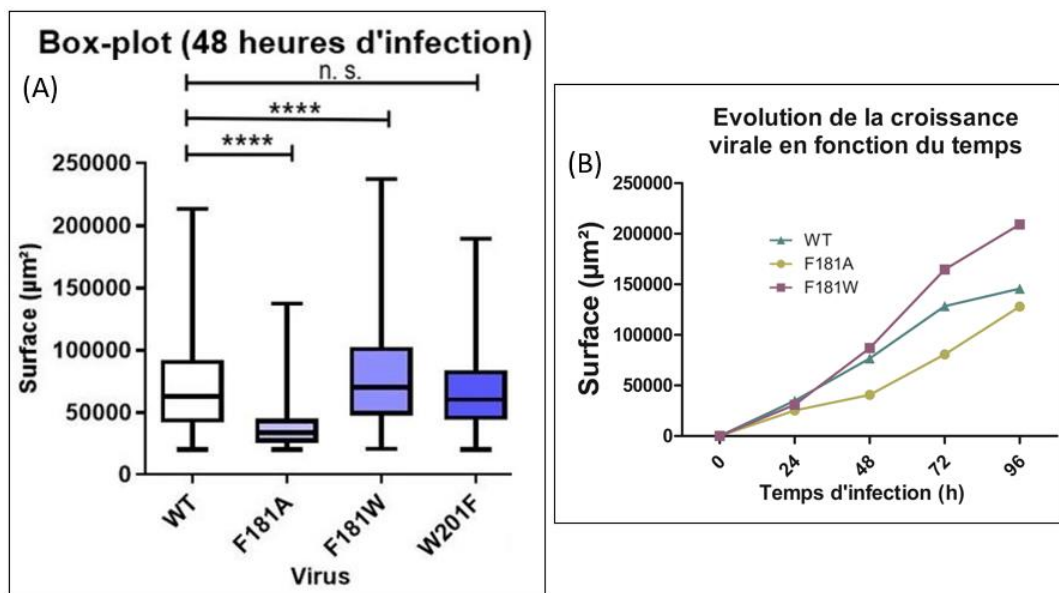 Box-plot (48 heures d'infection)
(A)
n. s.
****
****
250000
200000
150000
100000
50000
0
Surface (µm²)
WT
F181A
F181W
W201F
Virus
(B)
Evolution de la croissance
virale en fonction du temps
250000
200000
150000
100000
50000
0
Surface (µm²)
WT
F181A
F181W
0
24
48
72
96
Temps d'infection (h)